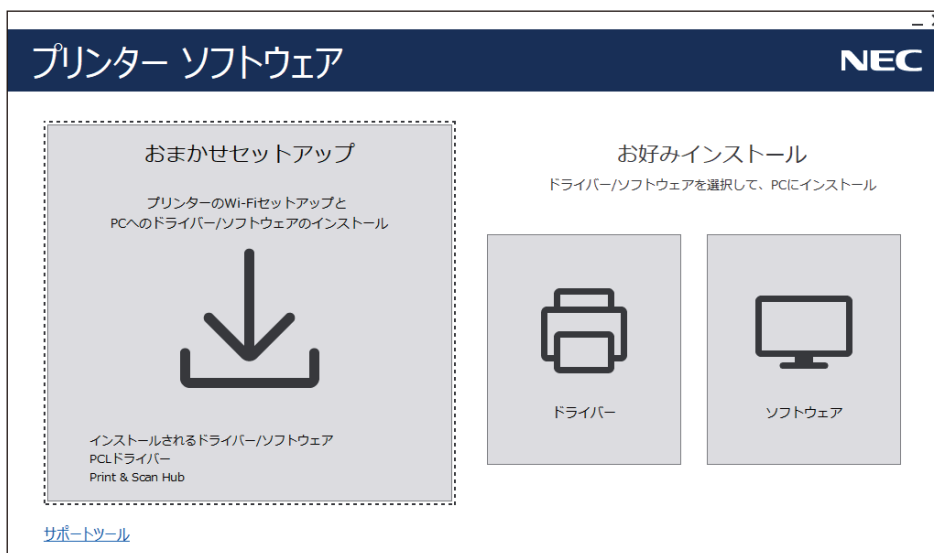 プリンター ソフトウェア
NEC
おまかせセットアップ
プリンターのWi-Fiセットアップと
PCへのドライバー/ソフトウェアのインストール
インストールされるドライバー/ソフトウェア
PCLドライバー
Print & Scan Hub
お好みインストール
ドライバー/ソフトウェアを選択して、PCにインストール
ドライバー
ソフトウェア
サポートツール